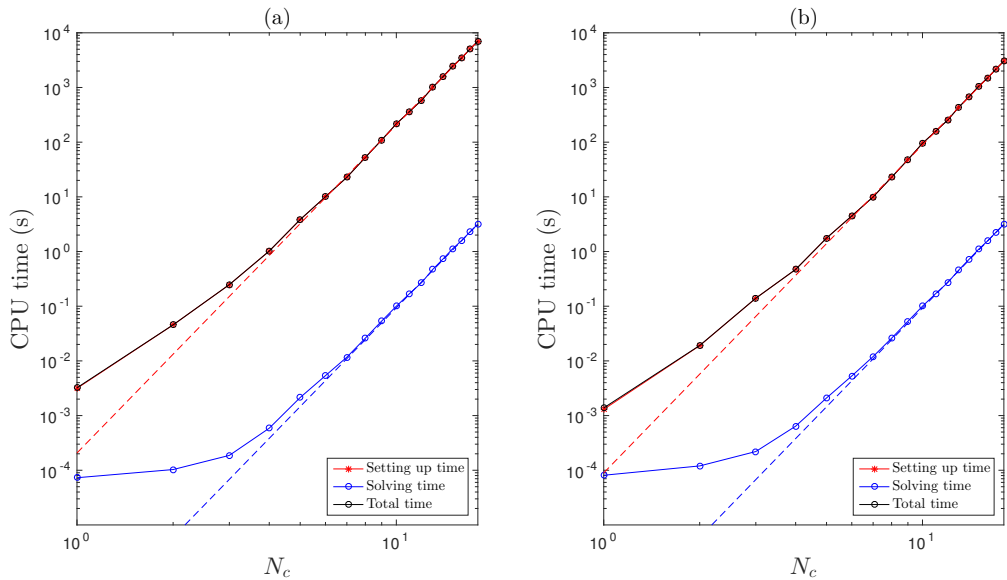 (a)
10^4
10^3
10^2
10^1
10^0
10^-1
10^-2
10^-3
10^-4
CPU time (s)
10^0
10^1
N_c
Setting up time
Solving time
Total time
(b)
10^4
10^3
10^2
10^1
10^0
10^-1
10^-2
10^-3
10^-4
CPU time (s)
10^0
10^1
N_c
Setting up time
Solving time
Total time